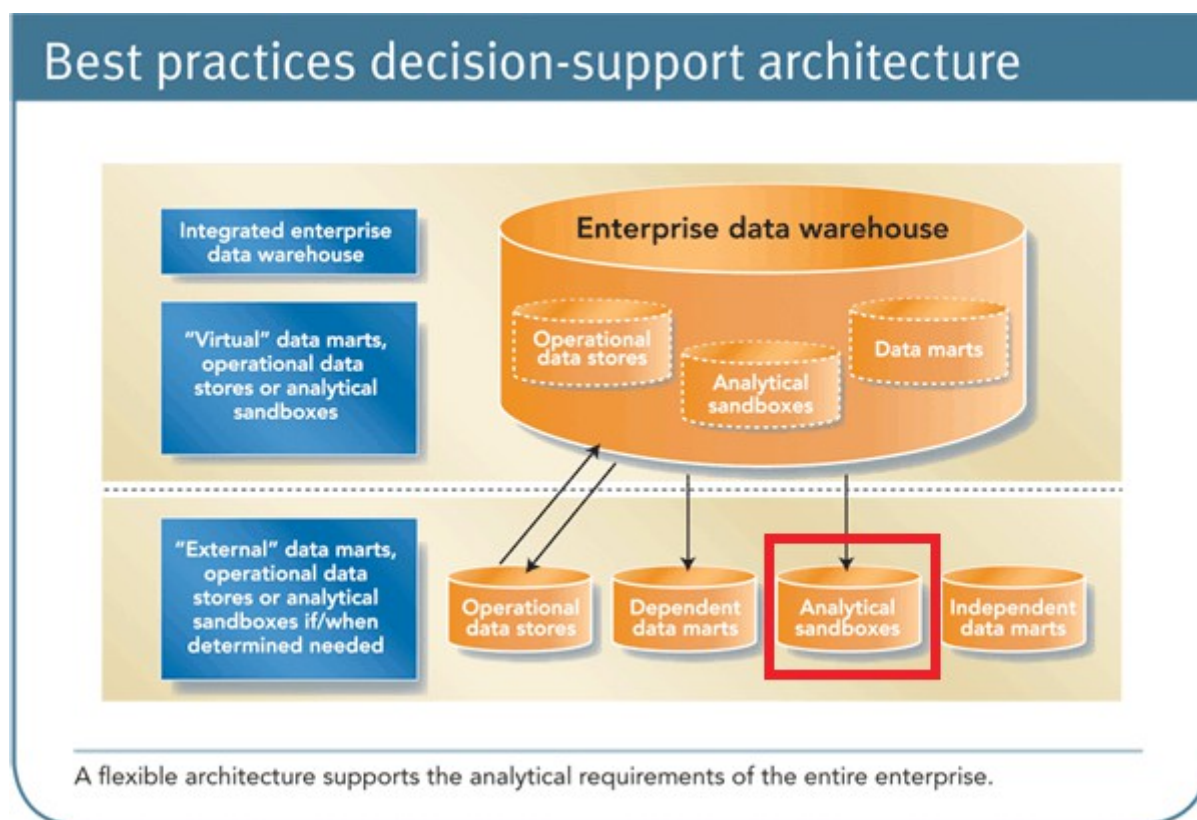 Best practices decision-support architecture
Integrated enterprise
data warehouse
Enterprise data warehouse
"Virtual" data marts,
operational data
stores or analytical
sandboxes
Operational
data stores
Analytical
sandboxes
Data marts
"External" data marts,
operational data
stores or analytical
sandboxes if/when
determined needed
Operational
data stores
Dependent
data marts
Analytical
sandboxes
Independent
data marts
A flexible architecture supports the analytical requirements of the entire enterprise.